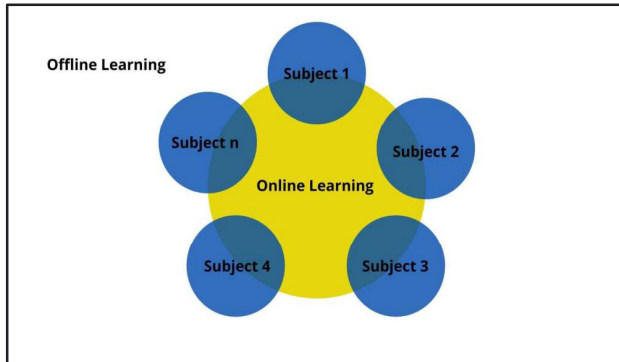 Offline Learning
Subject 1
Subject n
Subject 2
Online Learning
Subject 4
Subject 3